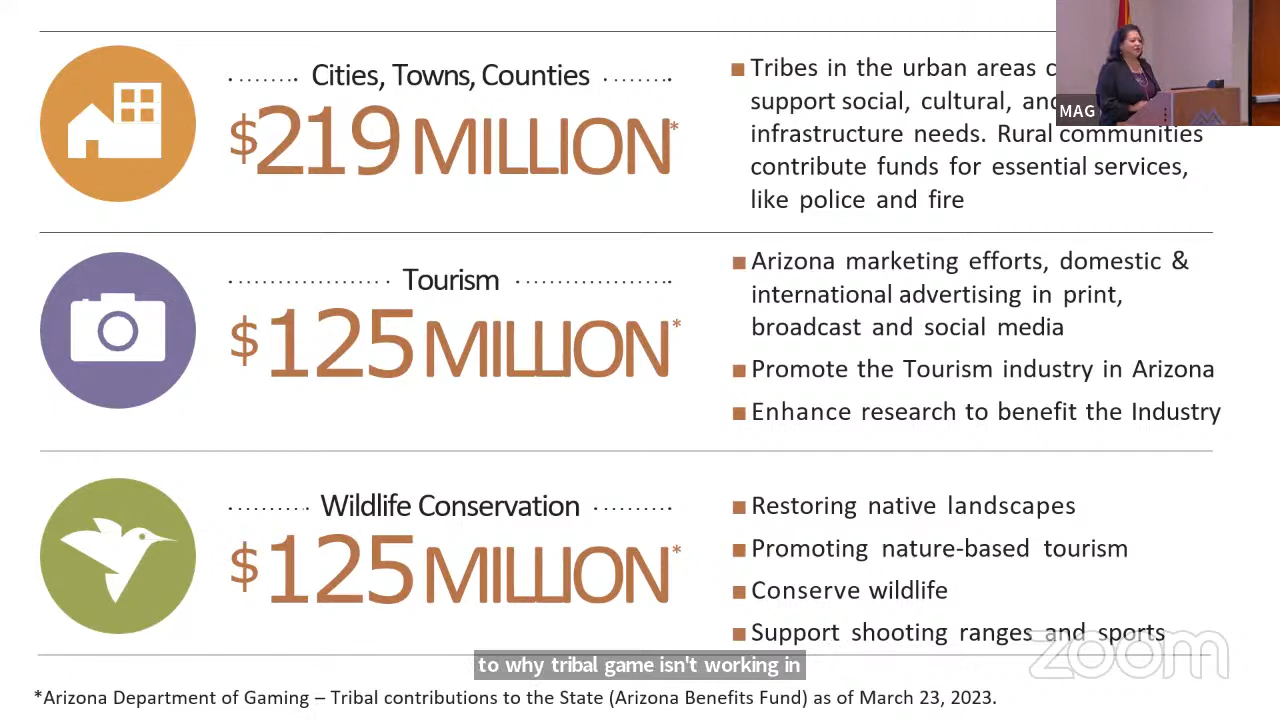 Cities, Towns, Counties
$219 MILLION*
■ Tribes in the urban areas
support social, cultural,
infrastructure needs. Rural communities
contribute funds for essential services,
like police and fire
MAG
Tourism
$125 MILLION*
■ Arizona marketing efforts, domestic &
international advertising in print,
broadcast and social media
■ Promote the Tourism industry in Arizona
■ Enhance research to benefit the Industry
Wildlife Conservation
$125 MILLION*
■ Restoring native landscapes
■ Promoting nature-based tourism
■ Conserve wildlife
■ Support shooting ranges and sports
zoom
to why tribal game isn't working in
*Arizona Department of Gaming – Tribal contributions to the State (Arizona Benefits Fund) as of March 23, 2023.